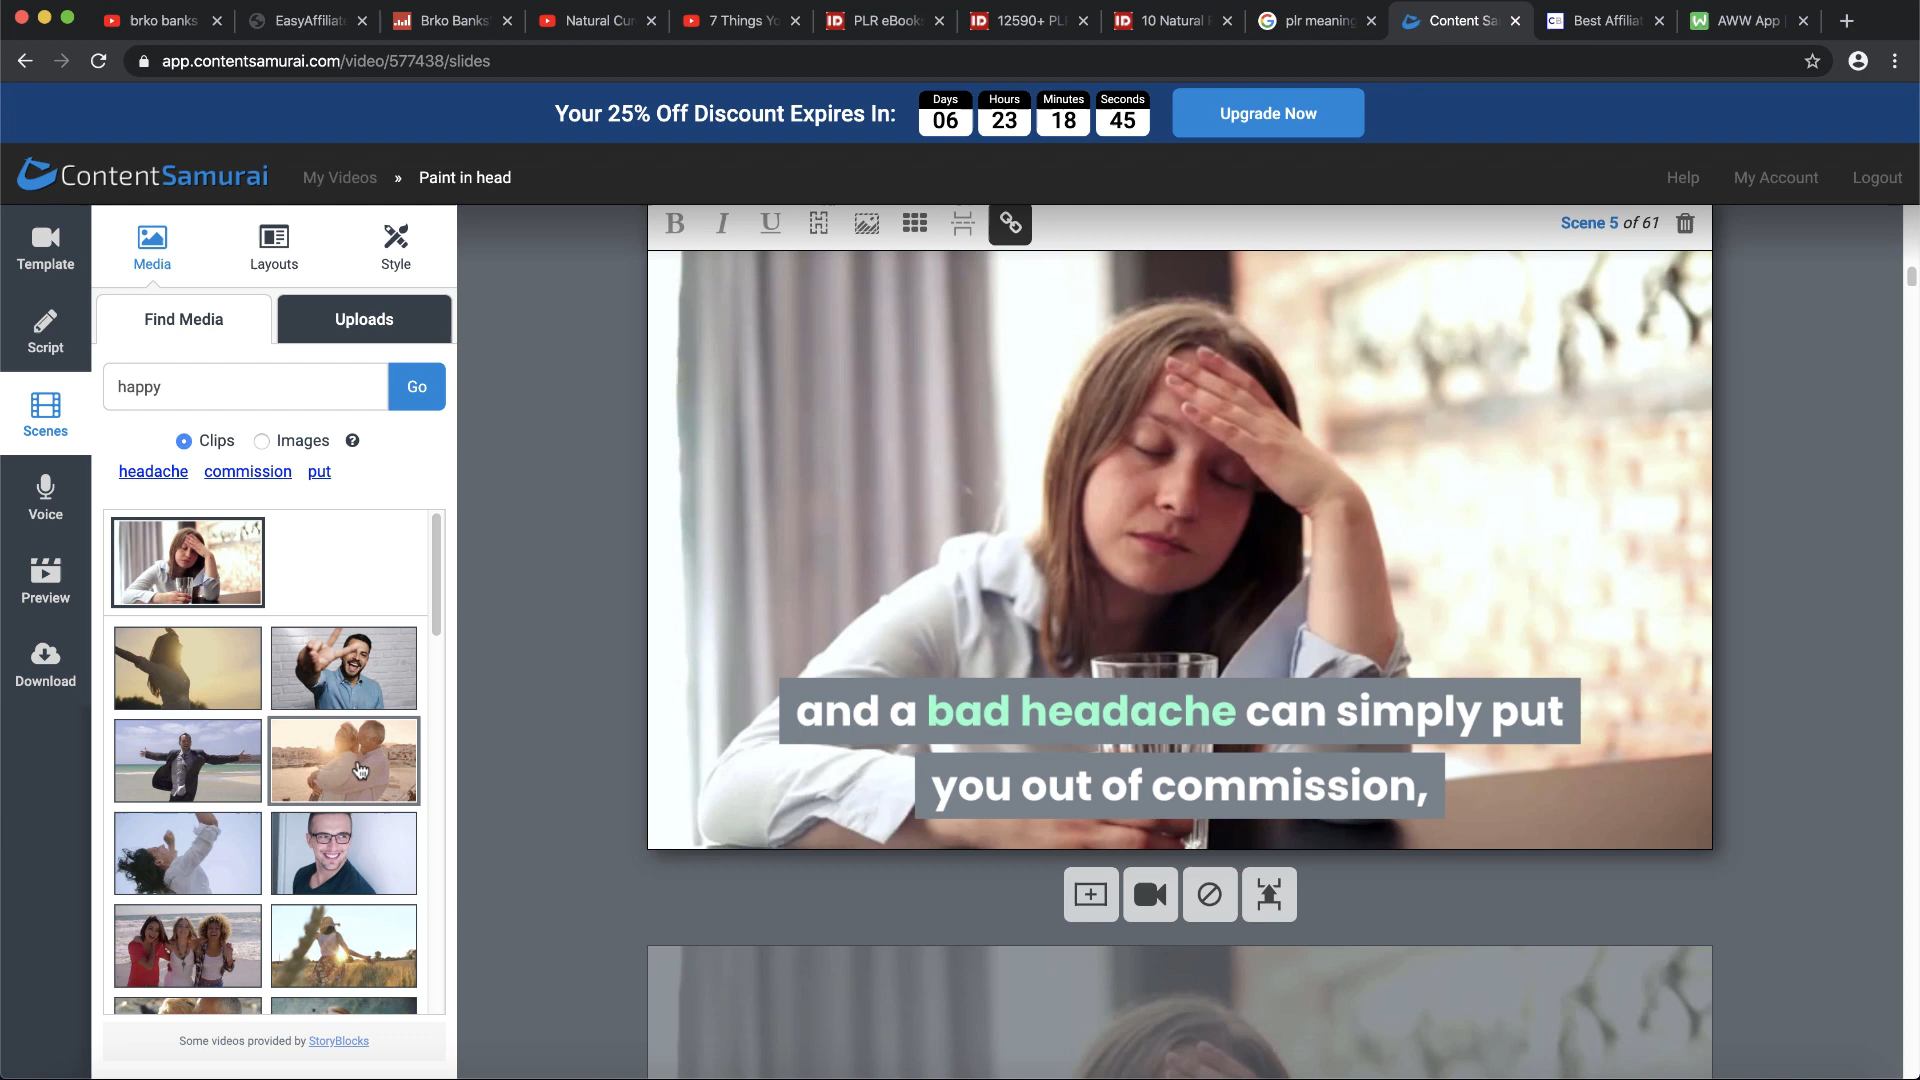 brko banks
EasyAffiliate
Brko Banks'
Natural Cur
7 Things Yo
PLR eBook
12590+ PL
10 Natural
plr meaning
Content Sa
Best Affiliat
AWW App
app.contentsamurai.com/video/577438/slides
Your 25% Off Discount Expires In:
Days Hours Minutes Seconds
06 23 18 45
Upgrade Now
ContentSamurai
My Videos » Paint in head
Help My Account Logout
Template
Script
Scenes
Voice
Preview
Download
Media Layouts Style
Find Media Uploads
happy Go
Clips Images ?
headache commission put
Some videos provided by StoryBlocks
B I U H
Scene 5 of 61
and a bad headache can simply put
you out of commission,